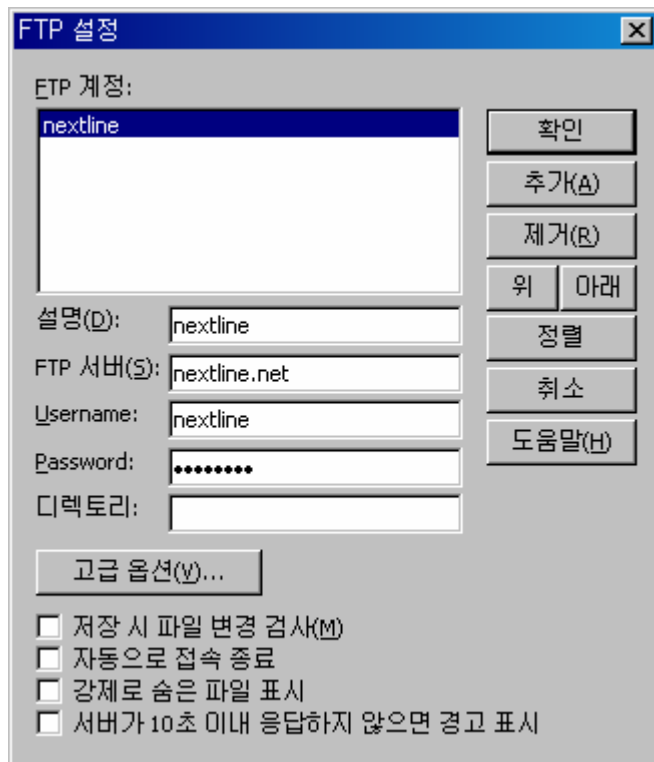 FTP 설정
FTP 계정:
nextline
확인
추가(A)
제거(R)
위 아래
정렬
취소
도움말(H)
설명(D): nextline
FTP 서버(S): nextline.net
Username: nextline
Password: ••••••••
디렉토리:
고급 옵션(V)...
저장 시 파일 변경 검사(M)
자동으로 접속 종료
강제로 숨은 파일 표시
서버가 10초 이내 응답하지 않으면 경고 표시